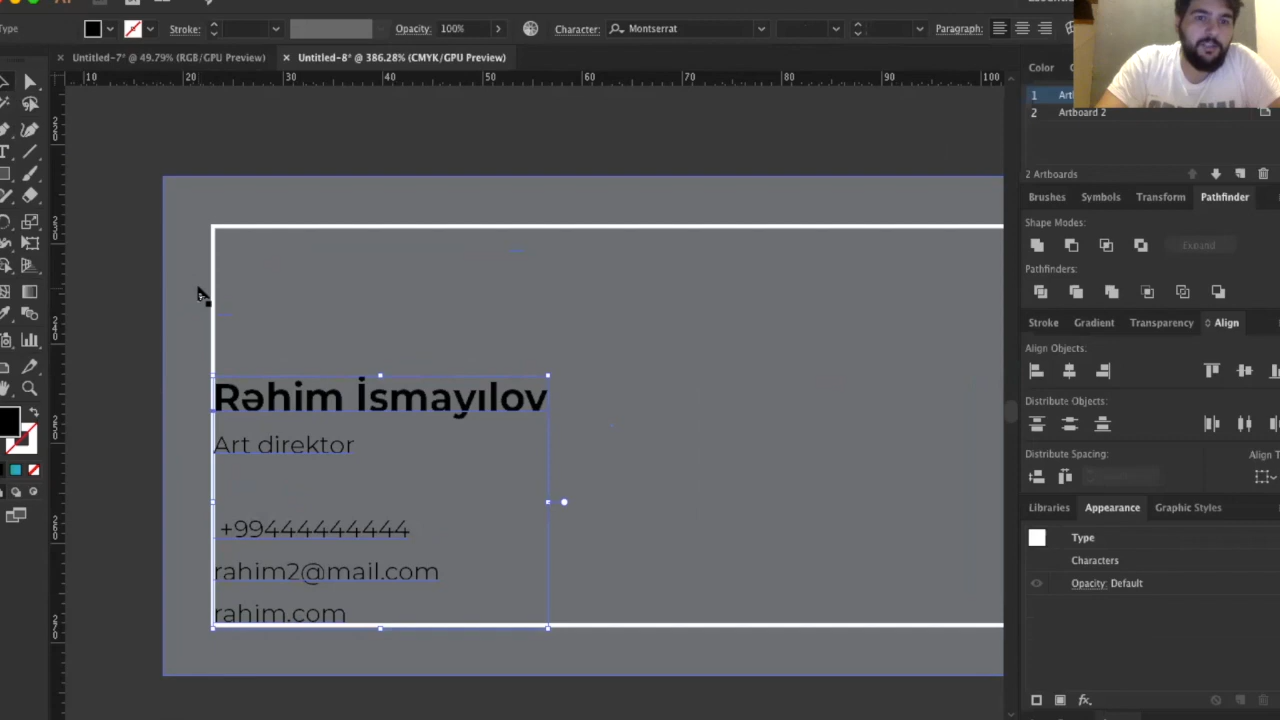 Type
Stroke:
Opacity: 100%
Character: Montserrat
Paragraph:
Untitled-7* @ 49.79% (RGB/GPU Preview)
Untitled-8* @ 386.28% (CMYK/GPU Preview)
10 20 30 40 50 60 70 80 90 100
Color
1
2 Artboard 2
2 Artboards
Brushes Symbols Transform Pathfinder
Shape Modes:
Expand
Pathfinders:
Stroke Gradient Transparency Align
Align Objects:
Distribute Objects:
Distribute Spacing: Align
Libraries Appearance Graphic Styles
Type
Characters
Opacity: Default
Rəhim İsmayılov
Art direktor
+99444444444
rahim2@mail.com
rahim.com